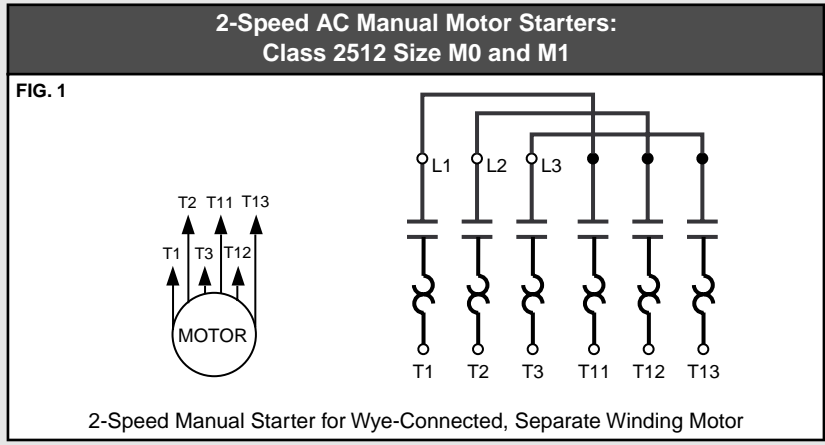 2-Speed AC Manual Motor Starters:
Class 2512 Size M0 and M1
FIG. 1
L1 L2 L3
T2 T11 T13
T1 T3 T12
MOTOR
T1 T2 T3 T11 T12 T13
2-Speed Manual Starter for Wye-Connected, Separate Winding Motor